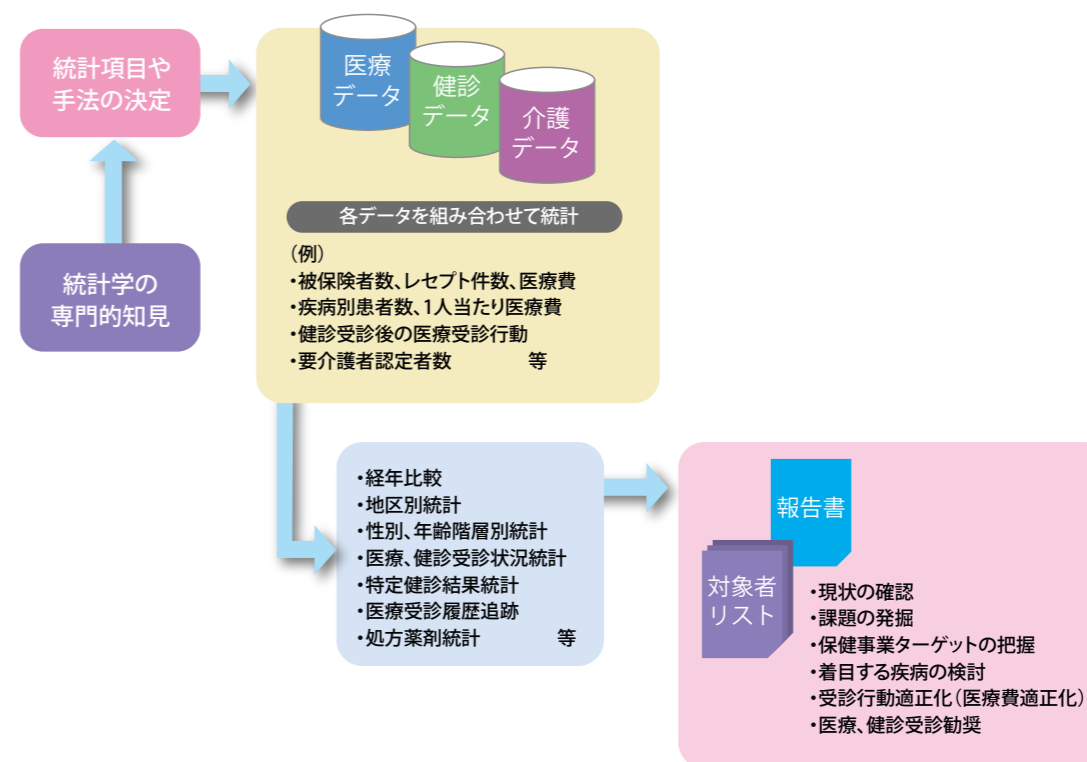 統計項目や
手法の決定
統計学の
専門的知見
医療
データ
健診
データ
介護
データ
各データを組み合わせて統計
(例)
・被保険者数、レセプト件数、医療費
・疾病別患者数、1人当たり医療費
・健診受診後の医療受診行動
・要介護者認定者数 等
・経年比較
・地区別統計
・性別、年齢階層別統計
・医療、健診受診状況統計
・特定健診結果統計
・医療受診履歴追跡
・処方薬剤統計 等
報告書
対象者
リスト
・現状の確認
・課題の発掘
・保健事業ターゲットの把握
・着目する疾病の検討
・受診行動適正化(医療費適正化)
・医療、健診受診勧奨